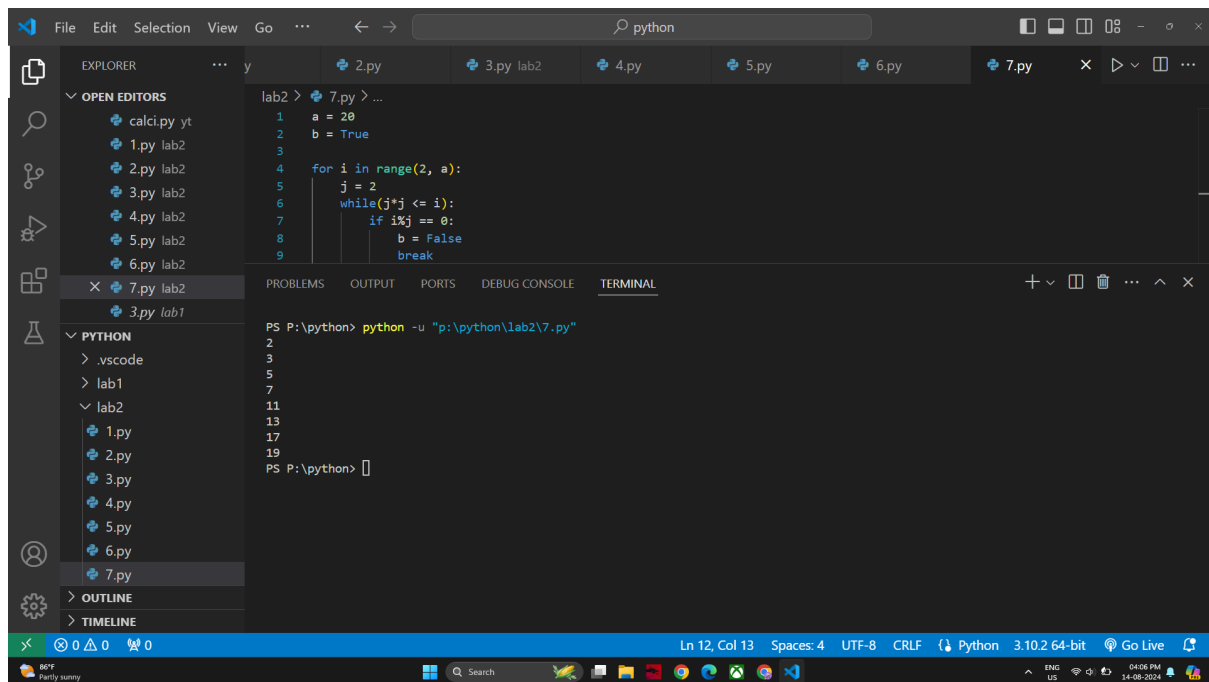 File Edit Selection View Go ··· python
EXPLORER ··· y 2.py 3.py lab2 4.py 5.py 6.py 7.py
OPEN EDITORS
calci.py yt
1.py lab2
2.py lab2
3.py lab2
4.py lab2
5.py lab2
6.py lab2
7.py lab2
3.py lab1
PYTHON
.vscode
lab1
lab2
1.py
2.py
3.py
4.py
5.py
6.py
7.py
OUTLINE
TIMELINE
lab2 > 7.py > ...
1 a = 20
2 b = True
3
4 for i in range(2, a):
5 j = 2
6 while(j*j <= i):
7 if i%j == 0:
8 b = False
9 break
PROBLEMS OUTPUT PORTS DEBUG CONSOLE TERMINAL
PS P:\python> python -u "p:\python\lab2\7.py"
2
3
5
7
11
13
17
19
PS P:\python>
0 0 0 Ln 12, Col 13 Spaces: 4 UTF-8 CRLF Python 3.10.2 64-bit Go Live
86°F
Partly sunny
Search
ENG
US
04:06 PM
14-08-2024